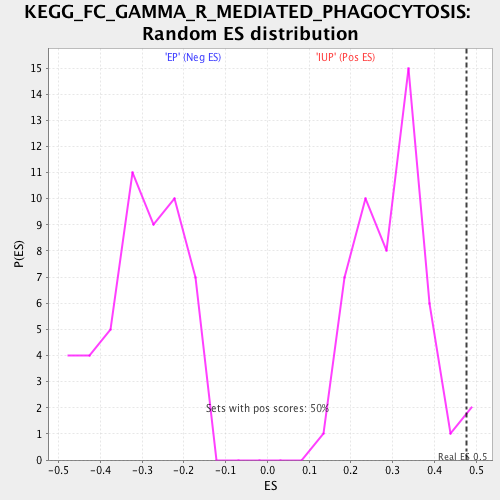 KEGG_FC_GAMMA_R_MEDIATED_PHAGOCYTOSIS:
Random ES distribution
'EP' (Neg ES) 'IUP' (Pos ES)
15
14
13
12
11
10
9
8
7
6
5
4
3
2
1
0
P(ES)
Sets with pos scores: 50%
Real ES 0.5
-0.5 -0.4 -0.3 -0.2 -0.1 0.0 0.1 0.2 0.3 0.4 0.5
ES